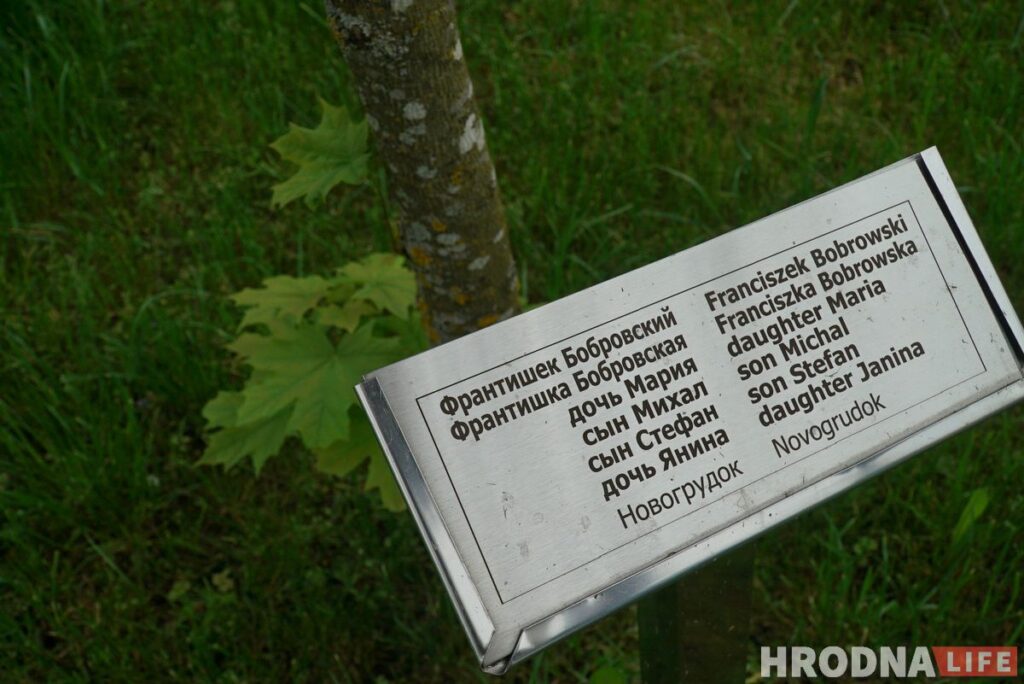 Франтишек Бобровский
Франтишка Бобровская
дочь Мария
сын Михал
сын Стефан
дочь Янина
Новогрудок
Franciszek Bobrowski
Franciszka Bobrowska
daughter Maria
son Michal
son Stefan
daughter Janina
Novogrudok
HRODNA LIFE